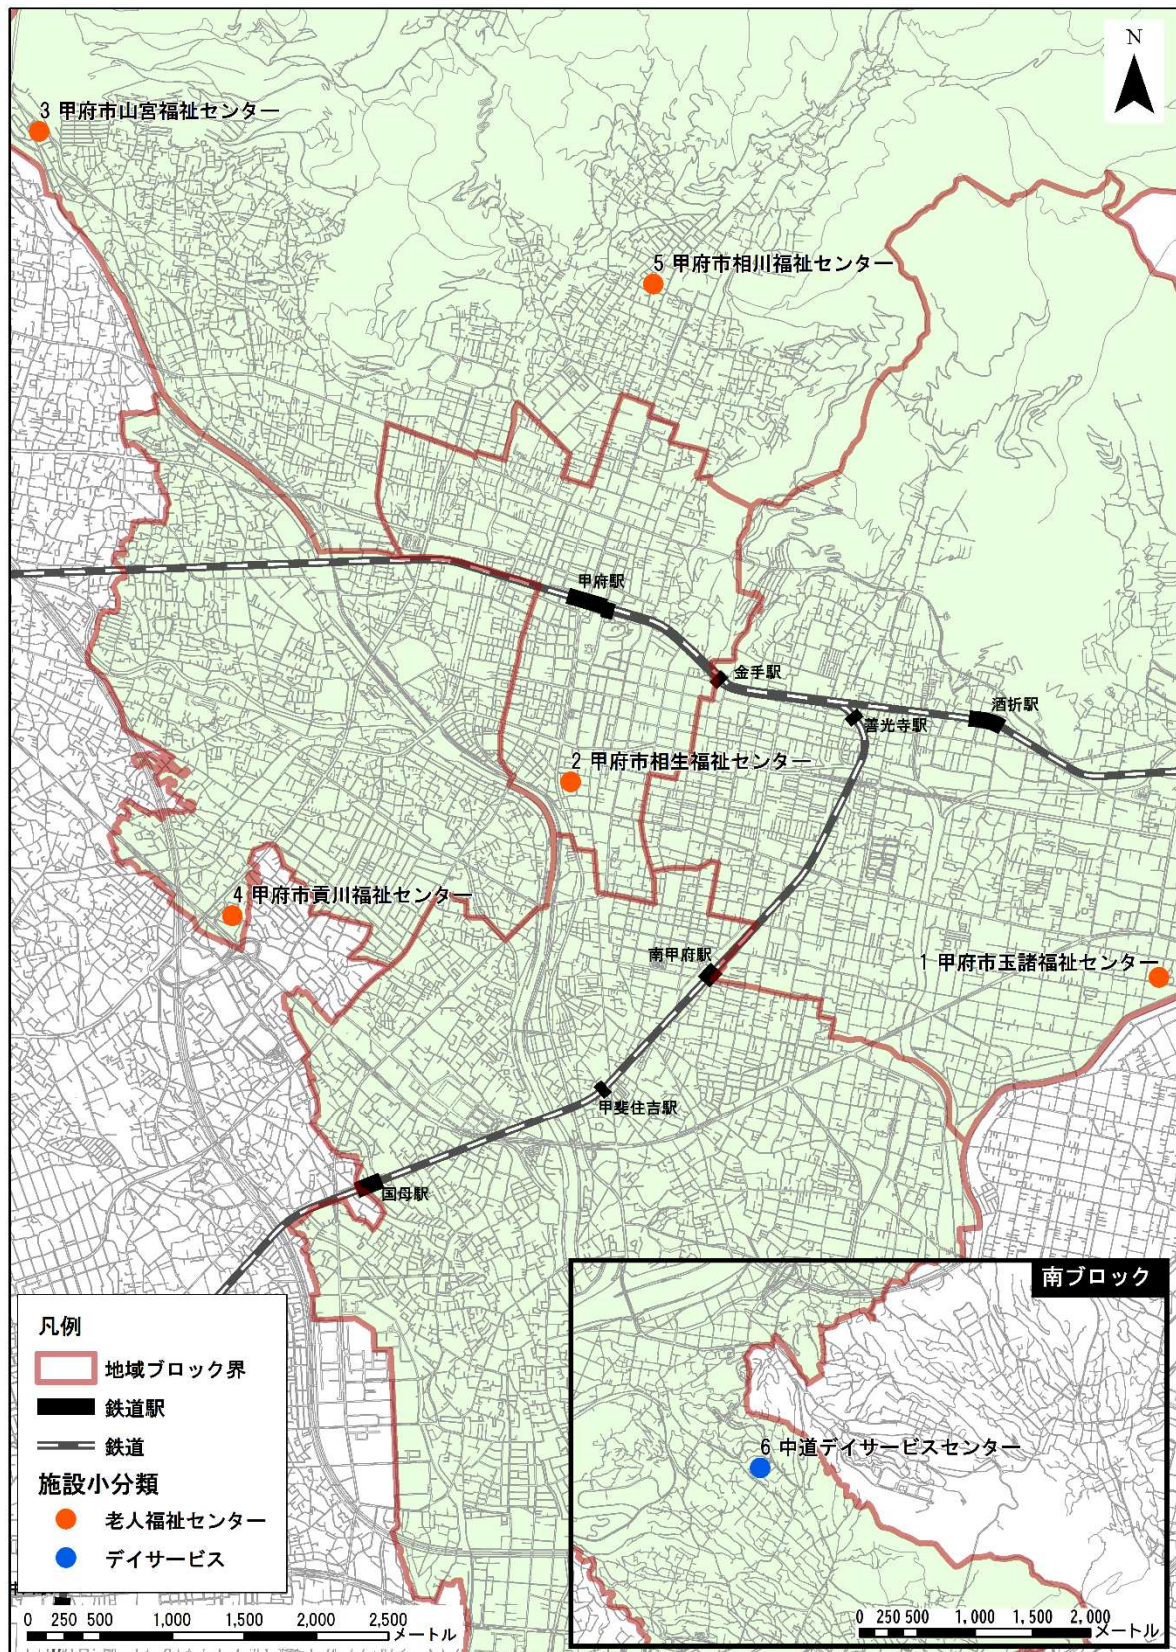 N
3 甲府市山宮福祉センター
5 甲府市相川福祉センター
甲府駅
金手駅
酒折駅
善光寺駅
2 甲府市相生福祉センター
4 甲府市貢川福祉センター
南甲府駅
1 甲府市玉諸福祉センター
甲斐住吉駅
国母駅
南ブロック
凡例
地域ブロック界
鉄道駅
鉄道
施設小分類
老人福祉センター
デイサービス
6 中道デイサービスセンター
0 250 500 1,000 1,500 2,000 2,500 メートル
0 250 500 1,000 1,500 2,000 メートル